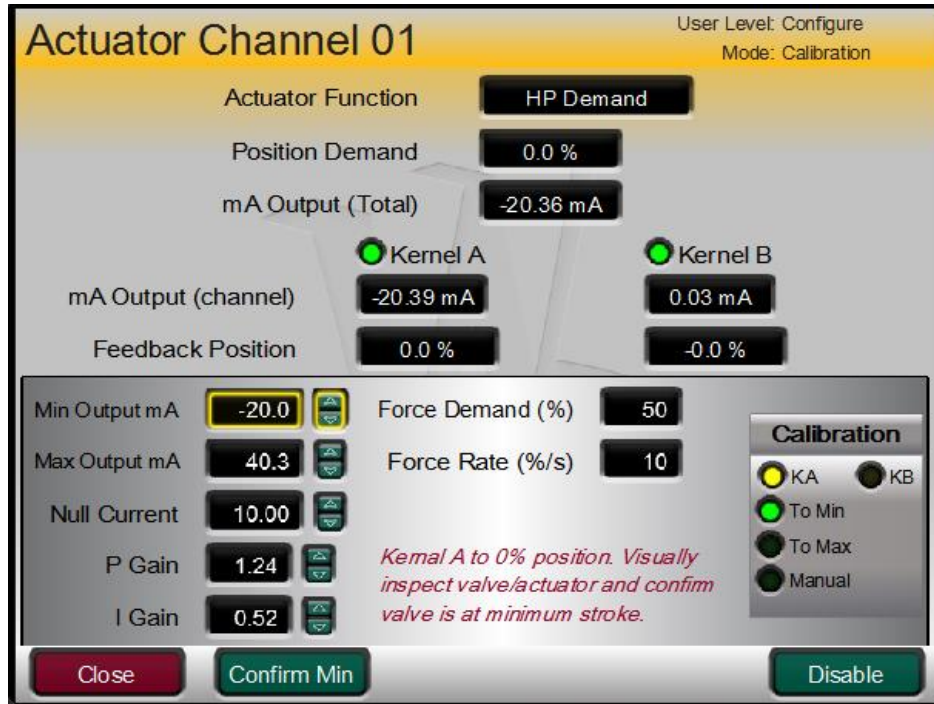 Actuator Channel 01
User Level: Configure
Mode: Calibration
Actuator Function HP Demand
Position Demand 0.0 %
mA Output (Total) -20.36 mA
Kernel A Kernel B
mA Output (channel) -20.39 mA 0.03 mA
Feedback Position 0.0 % -0.0 %
Min Output mA -20.0 Force Demand (%) 50
Max Output mA 40.3 Force Rate (%/s) 10
Null Current 10.00
P Gain 1.24
I Gain 0.52
Kernal A to 0% position. Visually
inspect valve/actuator and confirm
valve is at minimum stroke.
Calibration
KA KB
To Min
To Max
Manual
Close Confirm Min Disable